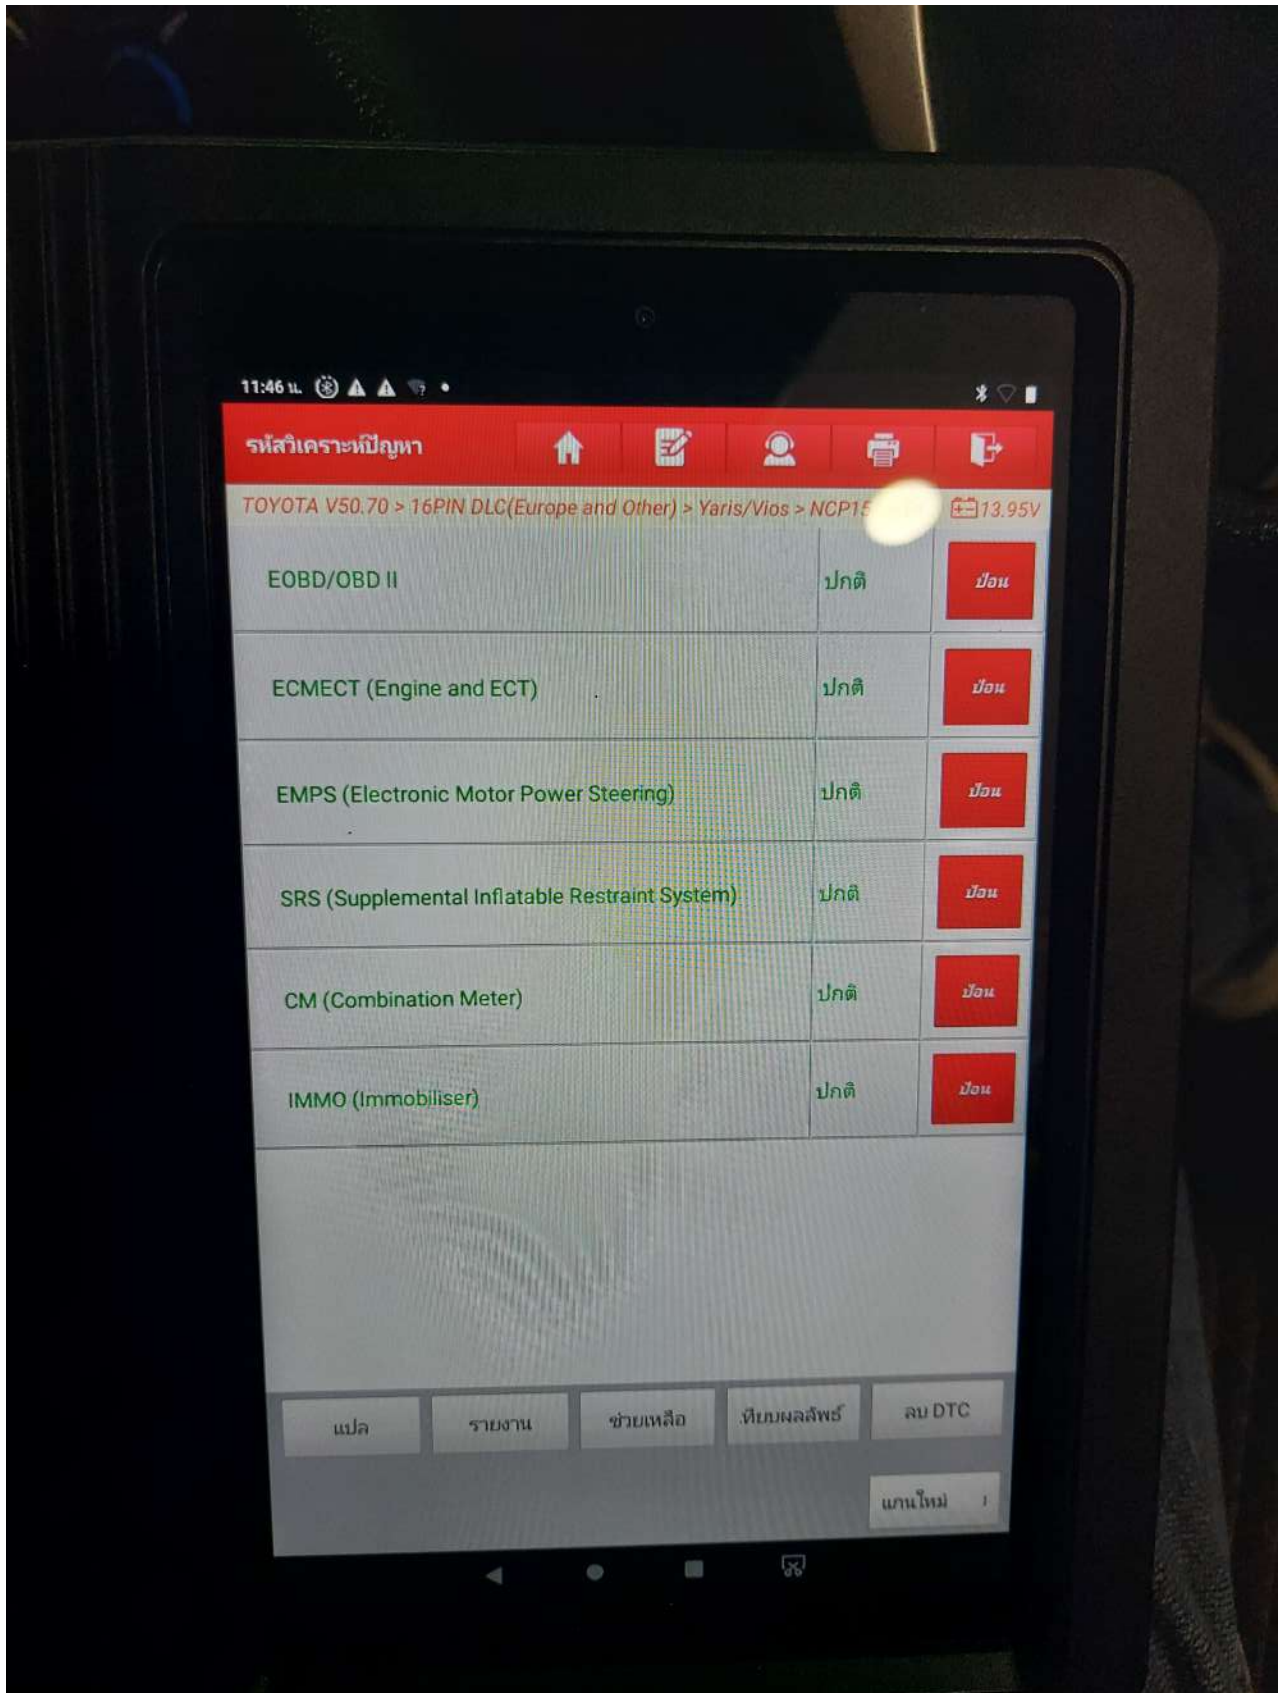 11:46 น.
รหัสวิเคราะห์ปัญหา
TOYOTA V50.70 > 16PIN DLC(Europe and Other) > Yaris/Vios > 13.95V
EOBD/OBD II ปกติ ป้อน
ECMECT (Engine and ECT) ปกติ ป้อน
EMPS (Electronic Motor Power Steering) ปกติ ป้อน
SRS (Supplemental Inflatable Restraint System) ปกติ ป้อน
CM (Combination Meter) ปกติ ป้อน
IMMO (Immobiliser) ปกติ ป้อน
แปล รายงาน ช่วยเหลือ ทียบผลลัพธ์ ลบ DTC
แกนใหม่